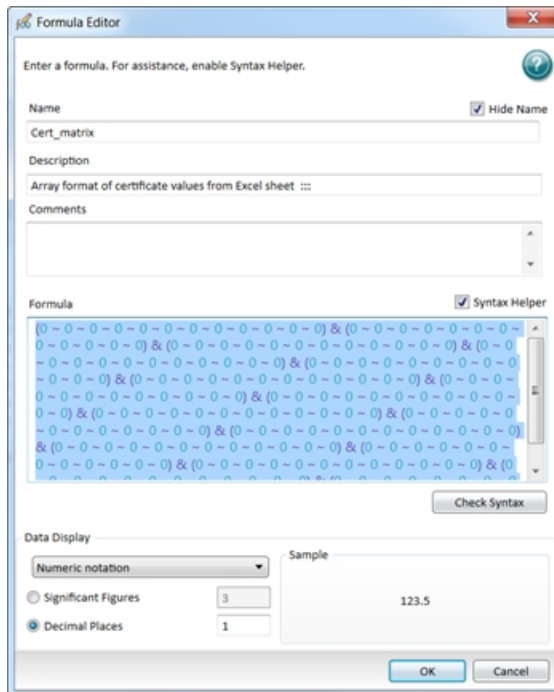 Formula Editor
Enter a formula. For assistance, enable Syntax Helper.
?
Name
Hide Name
Cert_matrix
Description
Array format of certificate values from Excel sheet :::
Comments
Formula
Syntax Helper
(0 ~ 0 ~ 0 ~ 0 ~ 0 ~ 0 ~ 0 ~ 0 ~ 0 ~ 0 ~ 0 ~ 0) & (0 ~ 0 ~ 0 ~ 0 ~ 0 ~ 0 ~ 0 ~
0 ~ 0 ~ 0 ~ 0 ~ 0) & (0 ~ 0 ~ 0 ~ 0 ~ 0 ~ 0 ~ 0 ~ 0 ~ 0 ~ 0 ~ 0 ~ 0) & (0 ~ 0
~ 0 ~ 0 ~ 0 ~ 0 ~ 0 ~ 0 ~ 0 ~ 0 ~ 0 ~ 0) & (0 ~ 0 ~ 0 ~ 0 ~ 0 ~ 0 ~ 0 ~ 0
~ 0 ~ 0 ~ 0 ~ 0) & (0 ~ 0 ~ 0 ~ 0 ~ 0 ~ 0 ~ 0 ~ 0 ~ 0 ~ 0 ~ 0 ~ 0) & (0 ~
0 ~ 0 ~ 0 ~ 0 ~ 0 ~ 0 ~ 0 ~ 0 ~ 0 ~ 0 ~ 0) & (0 ~ 0 ~ 0 ~ 0 ~ 0 ~ 0 ~
0 ~ 0) & (0 ~ 0 ~ 0 ~ 0 ~ 0 ~ 0 ~ 0 ~ 0 ~ 0 ~ 0 ~ 0 ~ 0) & (0 ~ 0 ~ 0 ~
0 ~ 0 ~ 0 ~ 0 ~ 0 ~ 0) & (0 ~ 0 ~ 0 ~ 0 ~ 0 ~ 0 ~ 0 ~ 0 ~ 0 ~ 0 ~ 0 ~ 0)
& (0 ~ 0 ~ 0 ~ 0 ~ 0 ~ 0 ~ 0 ~ 0 ~ 0 ~ 0 ~ 0 ~ 0) & (0 ~ 0 ~ 0 ~ 0 ~ 0 ~
0 ~ 0 ~ 0 ~ 0 ~ 0 ~ 0) & (0 ~ 0 ~ 0 ~ 0 ~ 0 ~ 0 ~ 0 ~ 0 ~ 0 ~ 0 ~ 0) & (0
Check Syntax
Data Display
Numeric notation
Significant Figures
3
Decimal Places
1
Sample
123.5
OK
Cancel